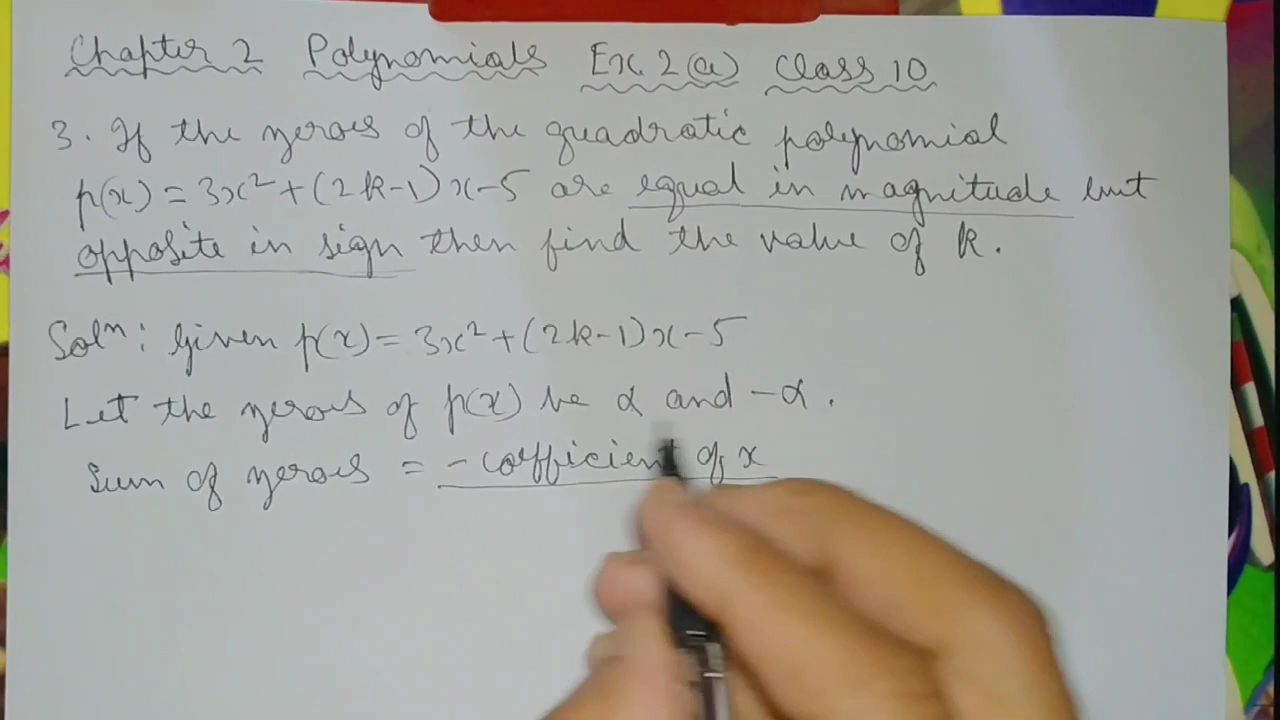 Chapter 2 Polynomials Ex 2(a) Class 10
3. If the zeroes of the quadratic polynomial
p(x) = 3x² + (2k-1)x - 5 are equal in magnitude but
opposite in sign then find the value of k.
Solⁿ: Given p(x) = 3x² + (2k-1)x - 5
Let the zeroes of p(x) be α and -α.
Sum of zeroes = -cofficient of x